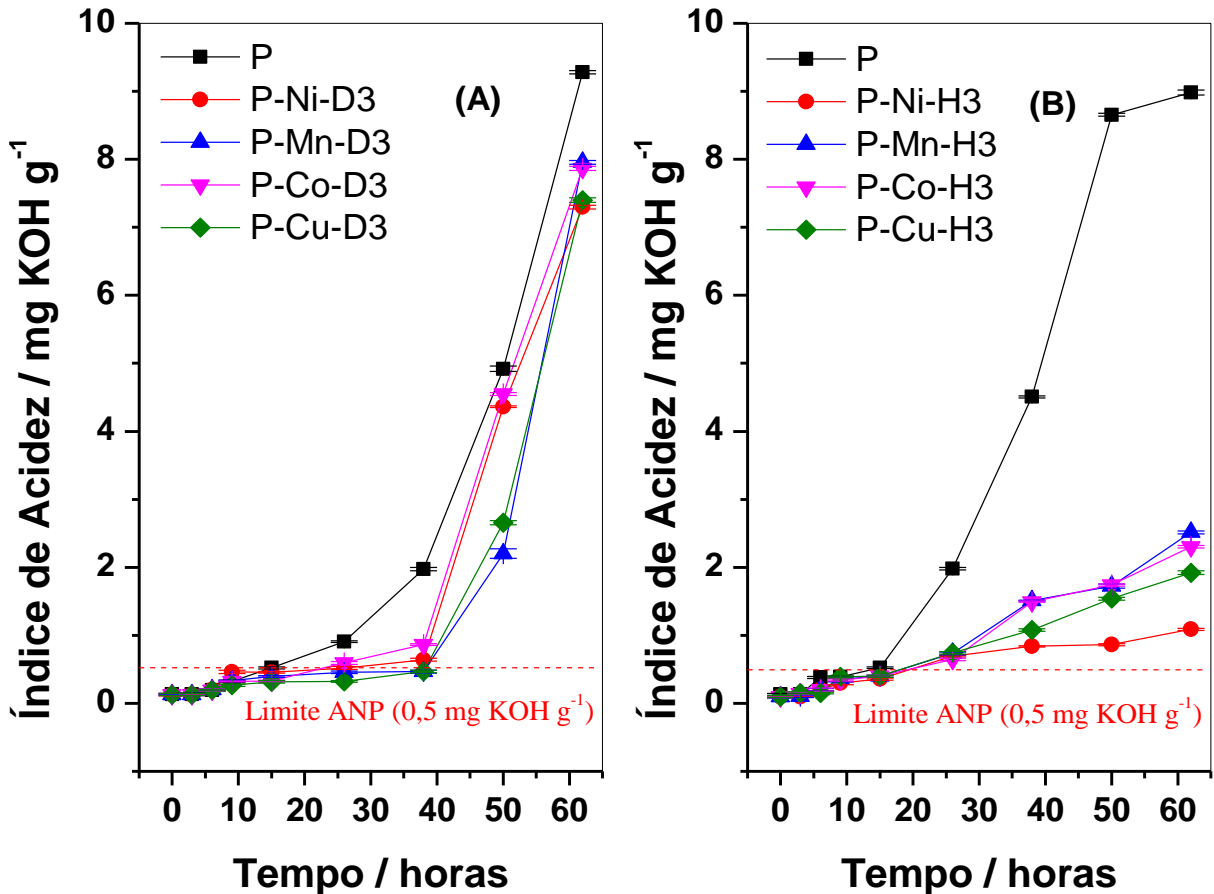 Índice de Acidez / mg KOH g-1
10
8
6
4
2
0
P
P-Ni-D3
P-Mn-D3
P-Co-D3
P-Cu-D3
(A)
Limite ANP (0,5 mg KOH g-1)
0 10 20 30 40 50 60
Tempo / horas
Índice de Acidez / mg KOH g-1
10
8
6
4
2
0
P
P-Ni-H3
P-Mn-H3
P-Co-H3
P-Cu-H3
(B)
Limite ANP (0,5 mg KOH g-1)
0 10 20 30 40 50 60
Tempo / horas